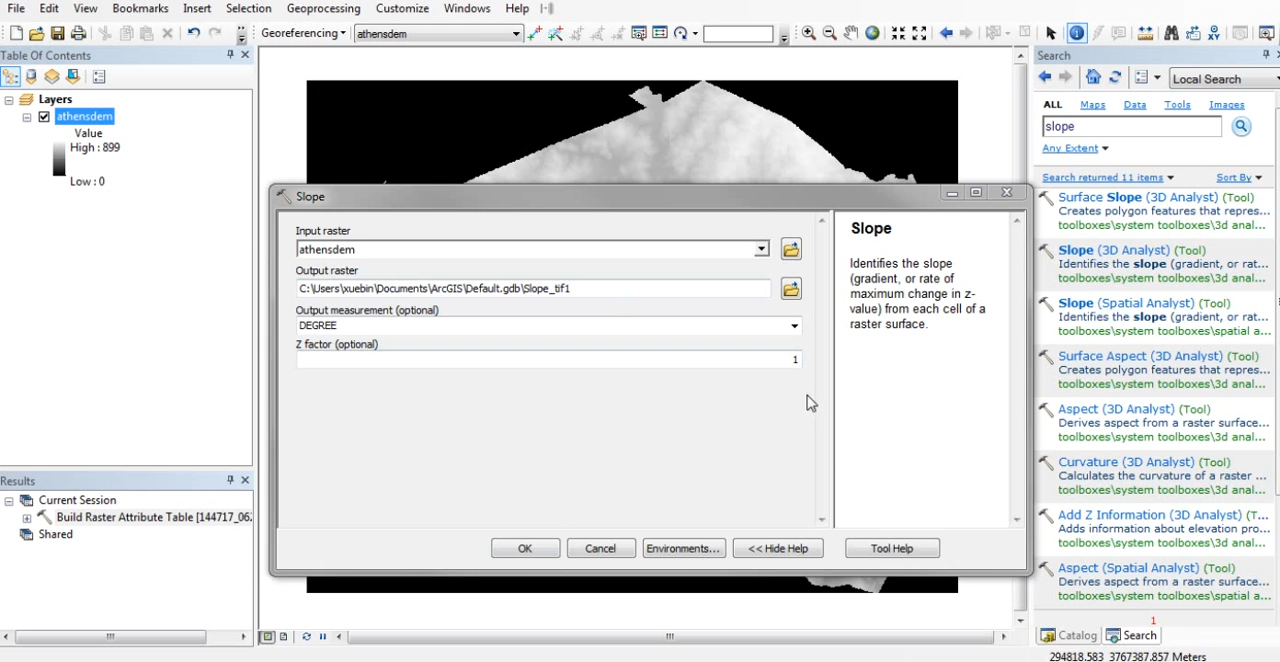 File Edit View Bookmarks Insert Selection Geoprocessing Customize Windows Help
Georeferencing athensdem
Table Of Contents
Layers
athensdem
Value
High : 899
Low : 0
Results
Current Session
Build Raster Attribute Table [144717_06
Shared
Slope
Input raster
athensdem
Output raster
C:\Users\xuebin\Documents\ArcGIS\Default.gdb\Slope_tif1
Output measurement (optional)
DEGREE
Z factor (optional)
1
OK Cancel Environments... << Hide Help Tool Help
Slope
Identifies the slope
(gradient, or rate of
maximum change in z-
value) from each cell of a
raster surface.
Search
Local Search
ALL Maps Data Tools Images
slope
Any Extent
Search returned 11 items Sort By
Surface Slope (3D Analyst) (Tool)
Creates polygon features that repres...
toolboxes\system toolboxes\3d anal...
Slope (3D Analyst) (Tool)
Identifies the slope (gradient, or rat...
toolboxes\system toolboxes\3d anal...
Slope (Spatial Analyst) (Tool)
Identifies the slope (gradient, or rat...
toolboxes\system toolboxes\spatial a...
Surface Aspect (3D Analyst) (Tool)
Creates polygon features that repres...
toolboxes\system toolboxes\3d anal...
Aspect (3D Analyst) (Tool)
Derives aspect from a raster surface...
toolboxes\system toolboxes\3d anal...
Curvature (3D Analyst) (Tool)
Calculates the curvature of a raster ...
toolboxes\system toolboxes\3d anal...
Add Z Information (3D Analyst) (T...
Adds information about elevation pro...
toolboxes\system toolboxes\3d anal...
Aspect (Spatial Analyst) (Tool)
Derives aspect from a raster surface...
toolboxes\system toolboxes\spatial a...
1
Catalog Search
294818.583 3767387.857 Meters